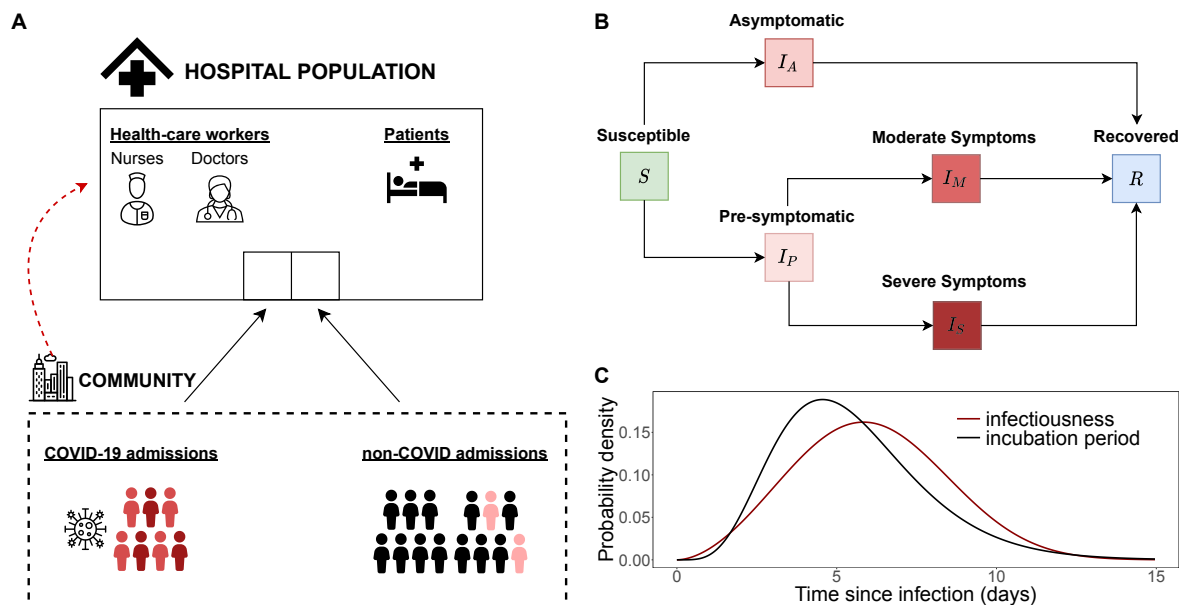 A
HOSPITAL POPULATION
Health-care workers
Patients
Nurses
Doctors
COMMUNITY
COVID-19 admissions
non-COVID admissions
B
Asymptomatic
I_A
Susceptible
Moderate Symptoms
Recovered
S
I_M
R
Pre-symptomatic
I_P
Severe Symptoms
I_S
C
Probability density
0.15
0.10
0.05
0.00
infectiousness
incubation period
0
5
10
15
Time since infection (days)